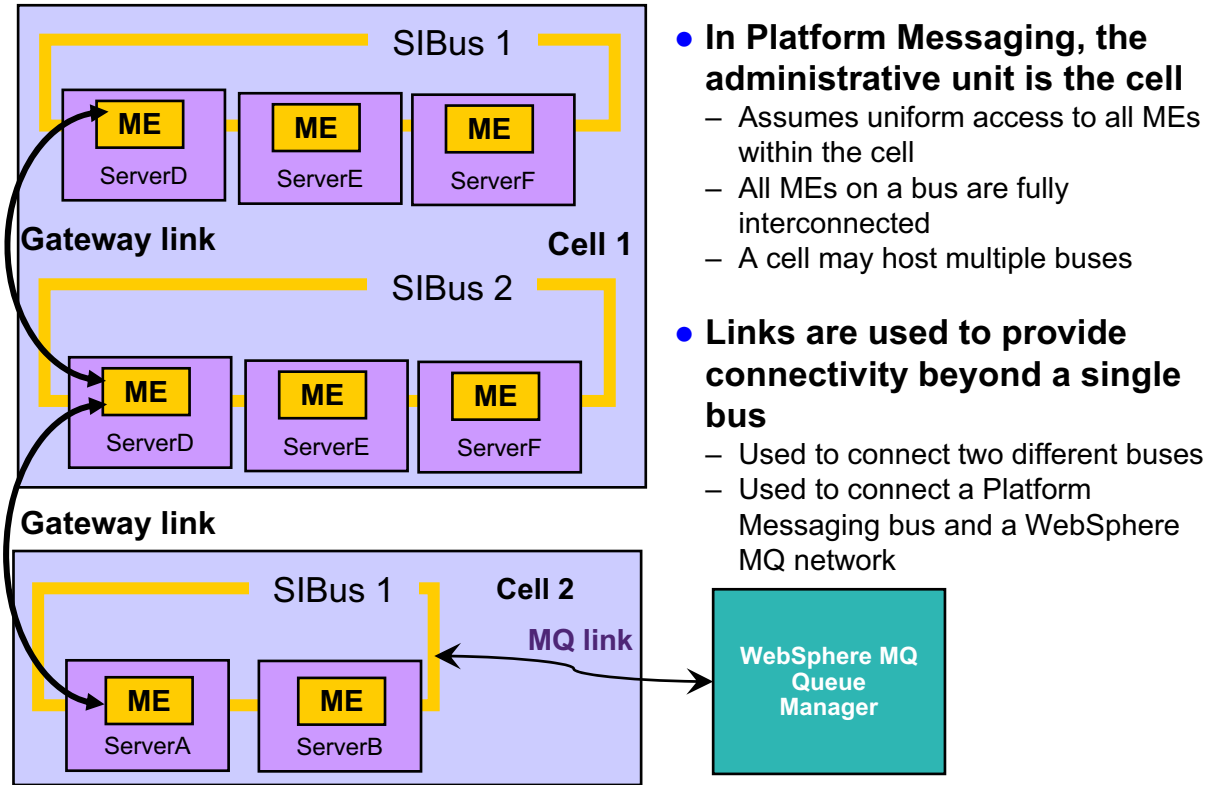 SIBus 1
ME
ME
ME
ServerD
ServerE
ServerF
Gateway link
Cell 1
SIBus 2
ME
ME
ME
ServerD
ServerE
ServerF
Gateway link
SIBus 1
Cell 2
MQ link
ME
ME
ServerA
ServerB
WebSphere MQ
Queue
Manager
● In Platform Messaging, the
administrative unit is the cell
– Assumes uniform access to all MEs
within the cell
– All MEs on a bus are fully
interconnected
– A cell may host multiple buses
● Links are used to provide
connectivity beyond a single
bus
– Used to connect two different buses
– Used to connect a Platform
Messaging bus and a WebSphere
MQ network